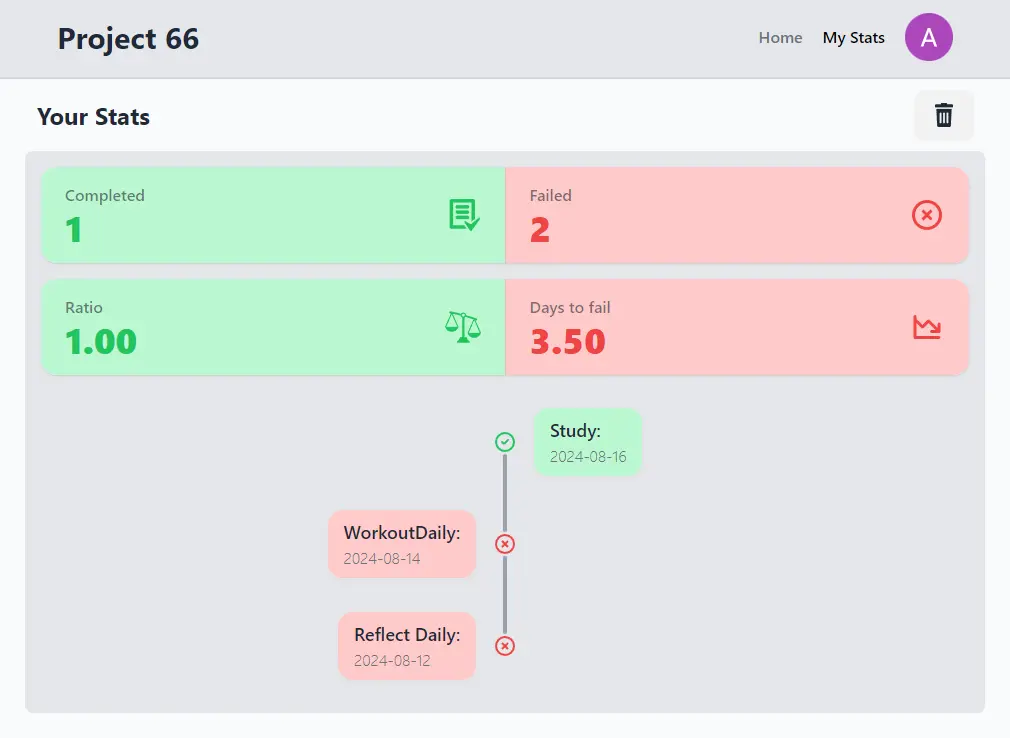 Project 66
Home
My Stats
A
Your Stats
Completed
1
Failed
2
Ratio
1.00
Days to fail
3.50
Study:
2024-08-16
WorkoutDaily:
2024-08-14
Reflect Daily:
2024-08-12